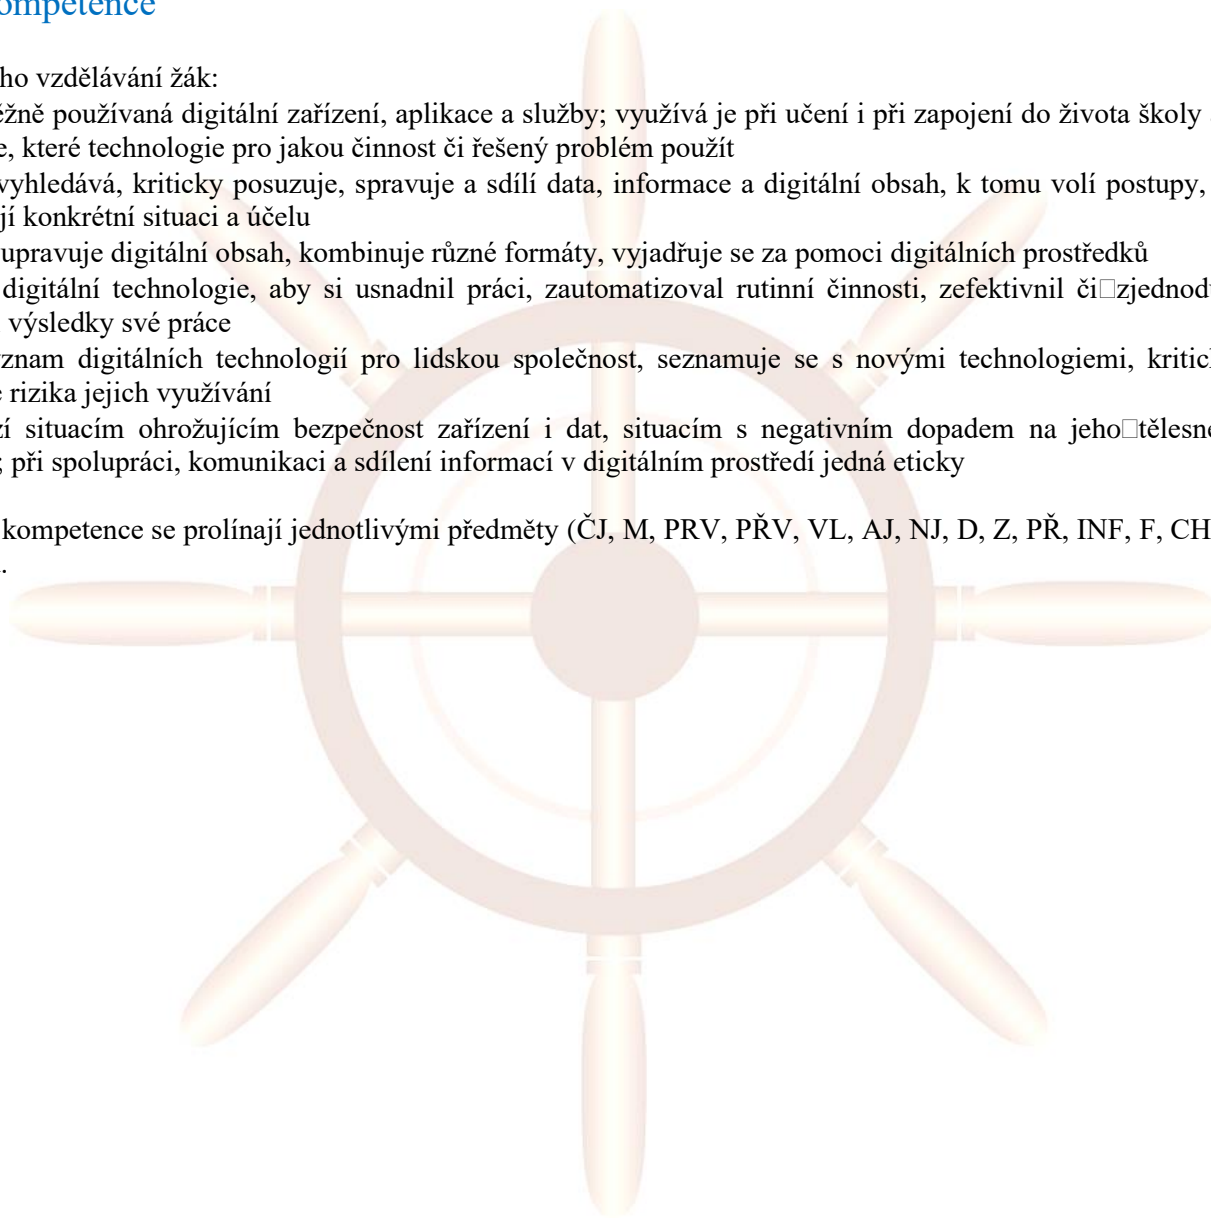 ompetence
ho vzdělávání žák:
ěžně používaná digitální zařízení, aplikace a služby; využívá je při učení i při zapojení do života školy
e, které technologie pro jakou činnost či řešený problém použít
vyhledává, kriticky posuzuje, spravuje a sdílí data, informace a digitální obsah, k tomu volí postupy,
jí konkrétní situaci a účelu
upravuje digitální obsah, kombinuje různé formáty, vyjadřuje se za pomoci digitálních prostředků
digitální technologie, aby si usnadnil práci, zautomatizoval rutinní činnosti, zefektivnil či□zjednodu
výsledky své práce
znam digitálních technologií pro lidskou společnost, seznamuje se s novými technologiemi, kritick
e rizika jejich využívání
zí situacím ohrožujícím bezpečnost zařízení i dat, situacím s negativním dopadem na jeho□tělesné
; při spolupráci, komunikaci a sdílení informací v digitálním prostředí jedná eticky
kompetence se prolínají jednotlivými předměty (ČJ, M, PRV, PŘV, VL, AJ, NJ, D, Z, PŘ, INF, F, CH
.